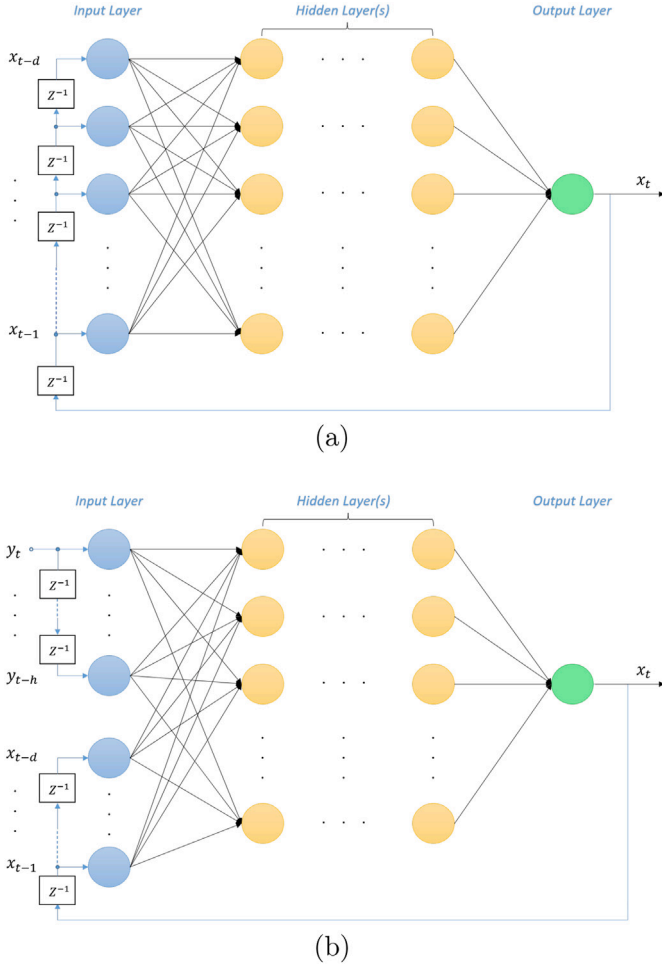 Input Layer Hidden Layer(s) Output Layer
x_{t-d}
Z^{-1}
Z^{-1}
. . .
Z^{-1}
x_t
x_{t-1}
Z^{-1}
(a)
Input Layer Hidden Layer(s) Output Layer
y_t
Z^{-1}
. . .
Z^{-1}
y_{t-h}
x_t
x_{t-d}
Z^{-1}
. . .
x_{t-1}
Z^{-1}
(b)